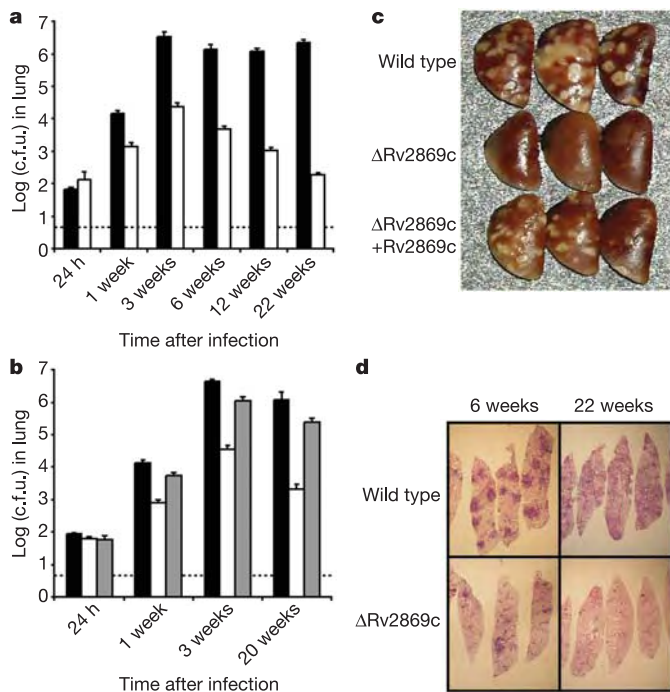 a
Log (c.f.u.) in lung
7
6
5
4
3
2
1
0
24 h
1 week
3 weeks
6 weeks
12 weeks
22 weeks
Time after infection
b
Log (c.f.u.) in lung
7
6
5
4
3
2
1
0
24 h
1 week
3 weeks
20 weeks
Time after infection
c
Wild type
ΔRv2869c
ΔRv2869c
+Rv2869c
d
6 weeks 22 weeks
Wild type
ΔRv2869c